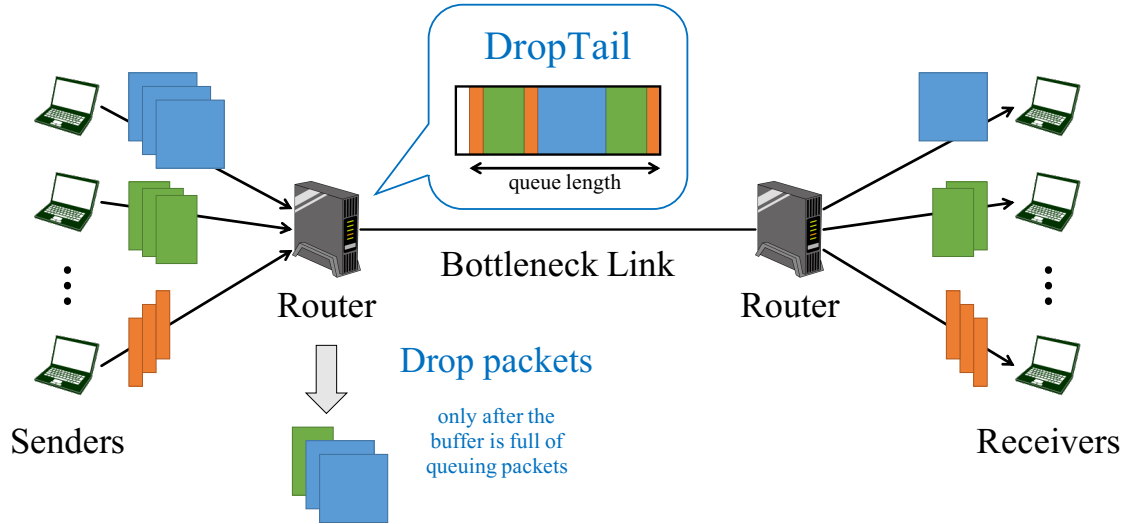 DropTail
queue length
Bottleneck Link
Router
Router
Drop packets
only after the
buffer is full of
queuing packets
Senders
Receivers